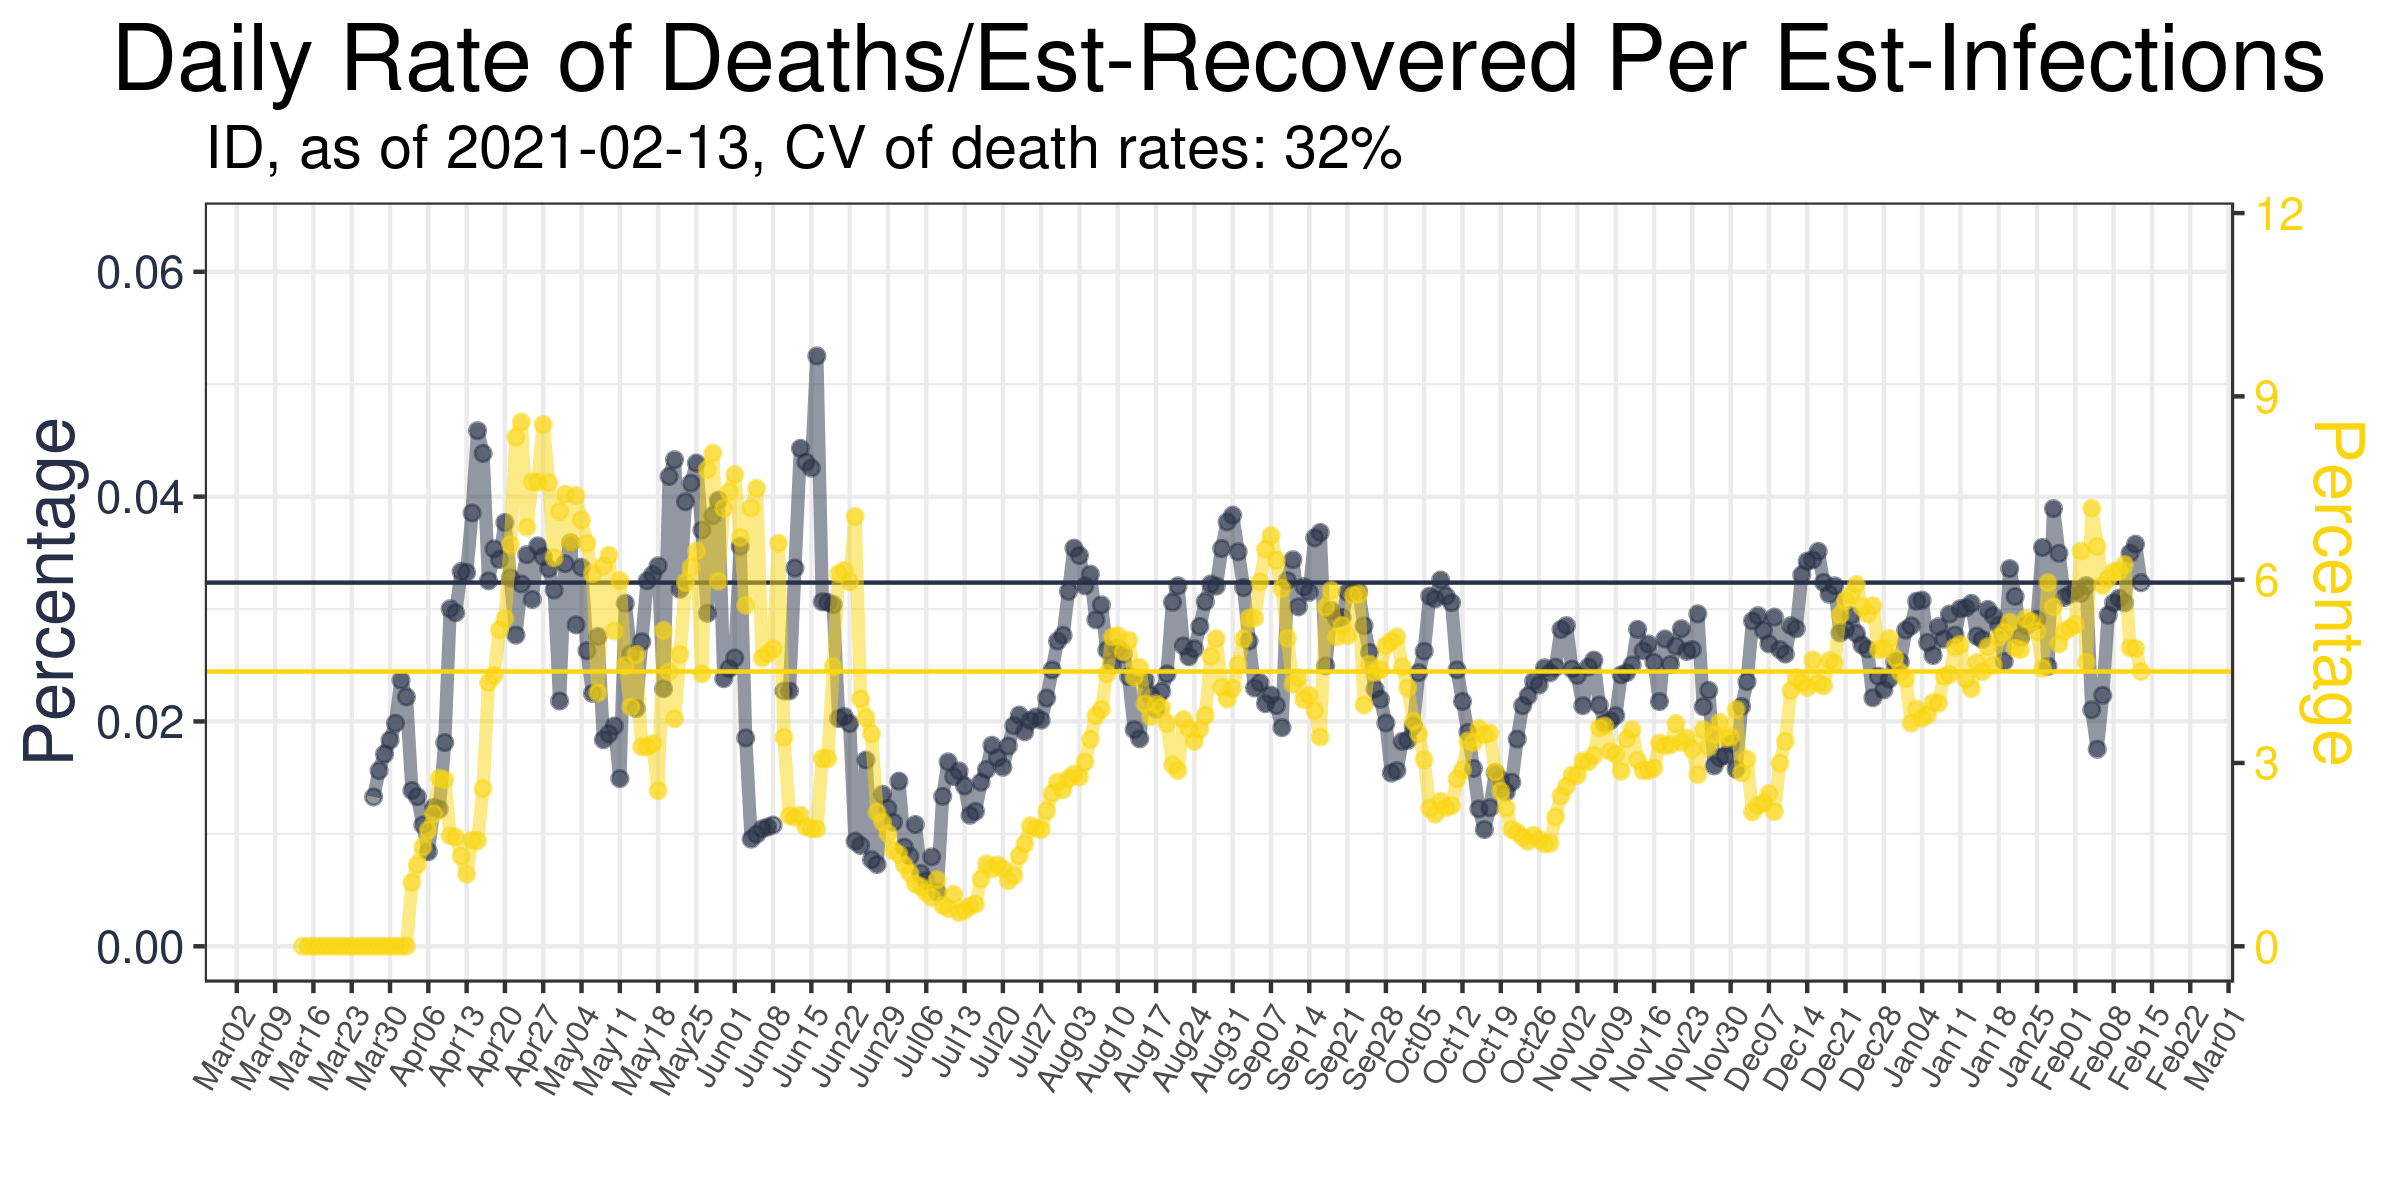 Daily Rate of Deaths/Est-Recovered Per Est-Infections
ID, as of 2021-02-13, CV of death rates: 32%
Percentage
0.06
0.04
0.02
0.00
12
9
6
3
0
Percentage
Mar02
Mar09
Mar16
Mar23
Mar30
Apr06
Apr13
Apr20
Apr27
May04
May11
May18
May25
Jun01
Jun08
Jun15
Jun22
Jun29
Jul06
Jul13
Jul20
Jul27
Aug03
Aug10
Aug17
Aug24
Aug31
Sep07
Sep14
Sep21
Sep28
Oct05
Oct12
Oct19
Oct26
Nov02
Nov09
Nov16
Nov23
Nov30
Dec07
Dec14
Dec21
Dec28
Jan04
Jan11
Jan18
Jan25
Feb01
Feb08
Feb15
Feb22
Mar01